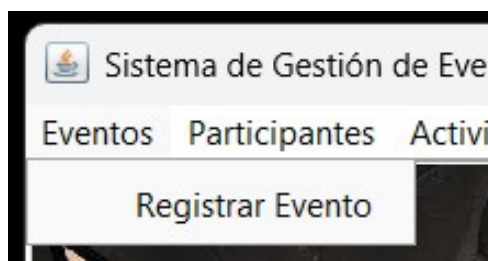 Sistema de Gestión de Eve
Eventos Participantes Activi
Registrar Evento